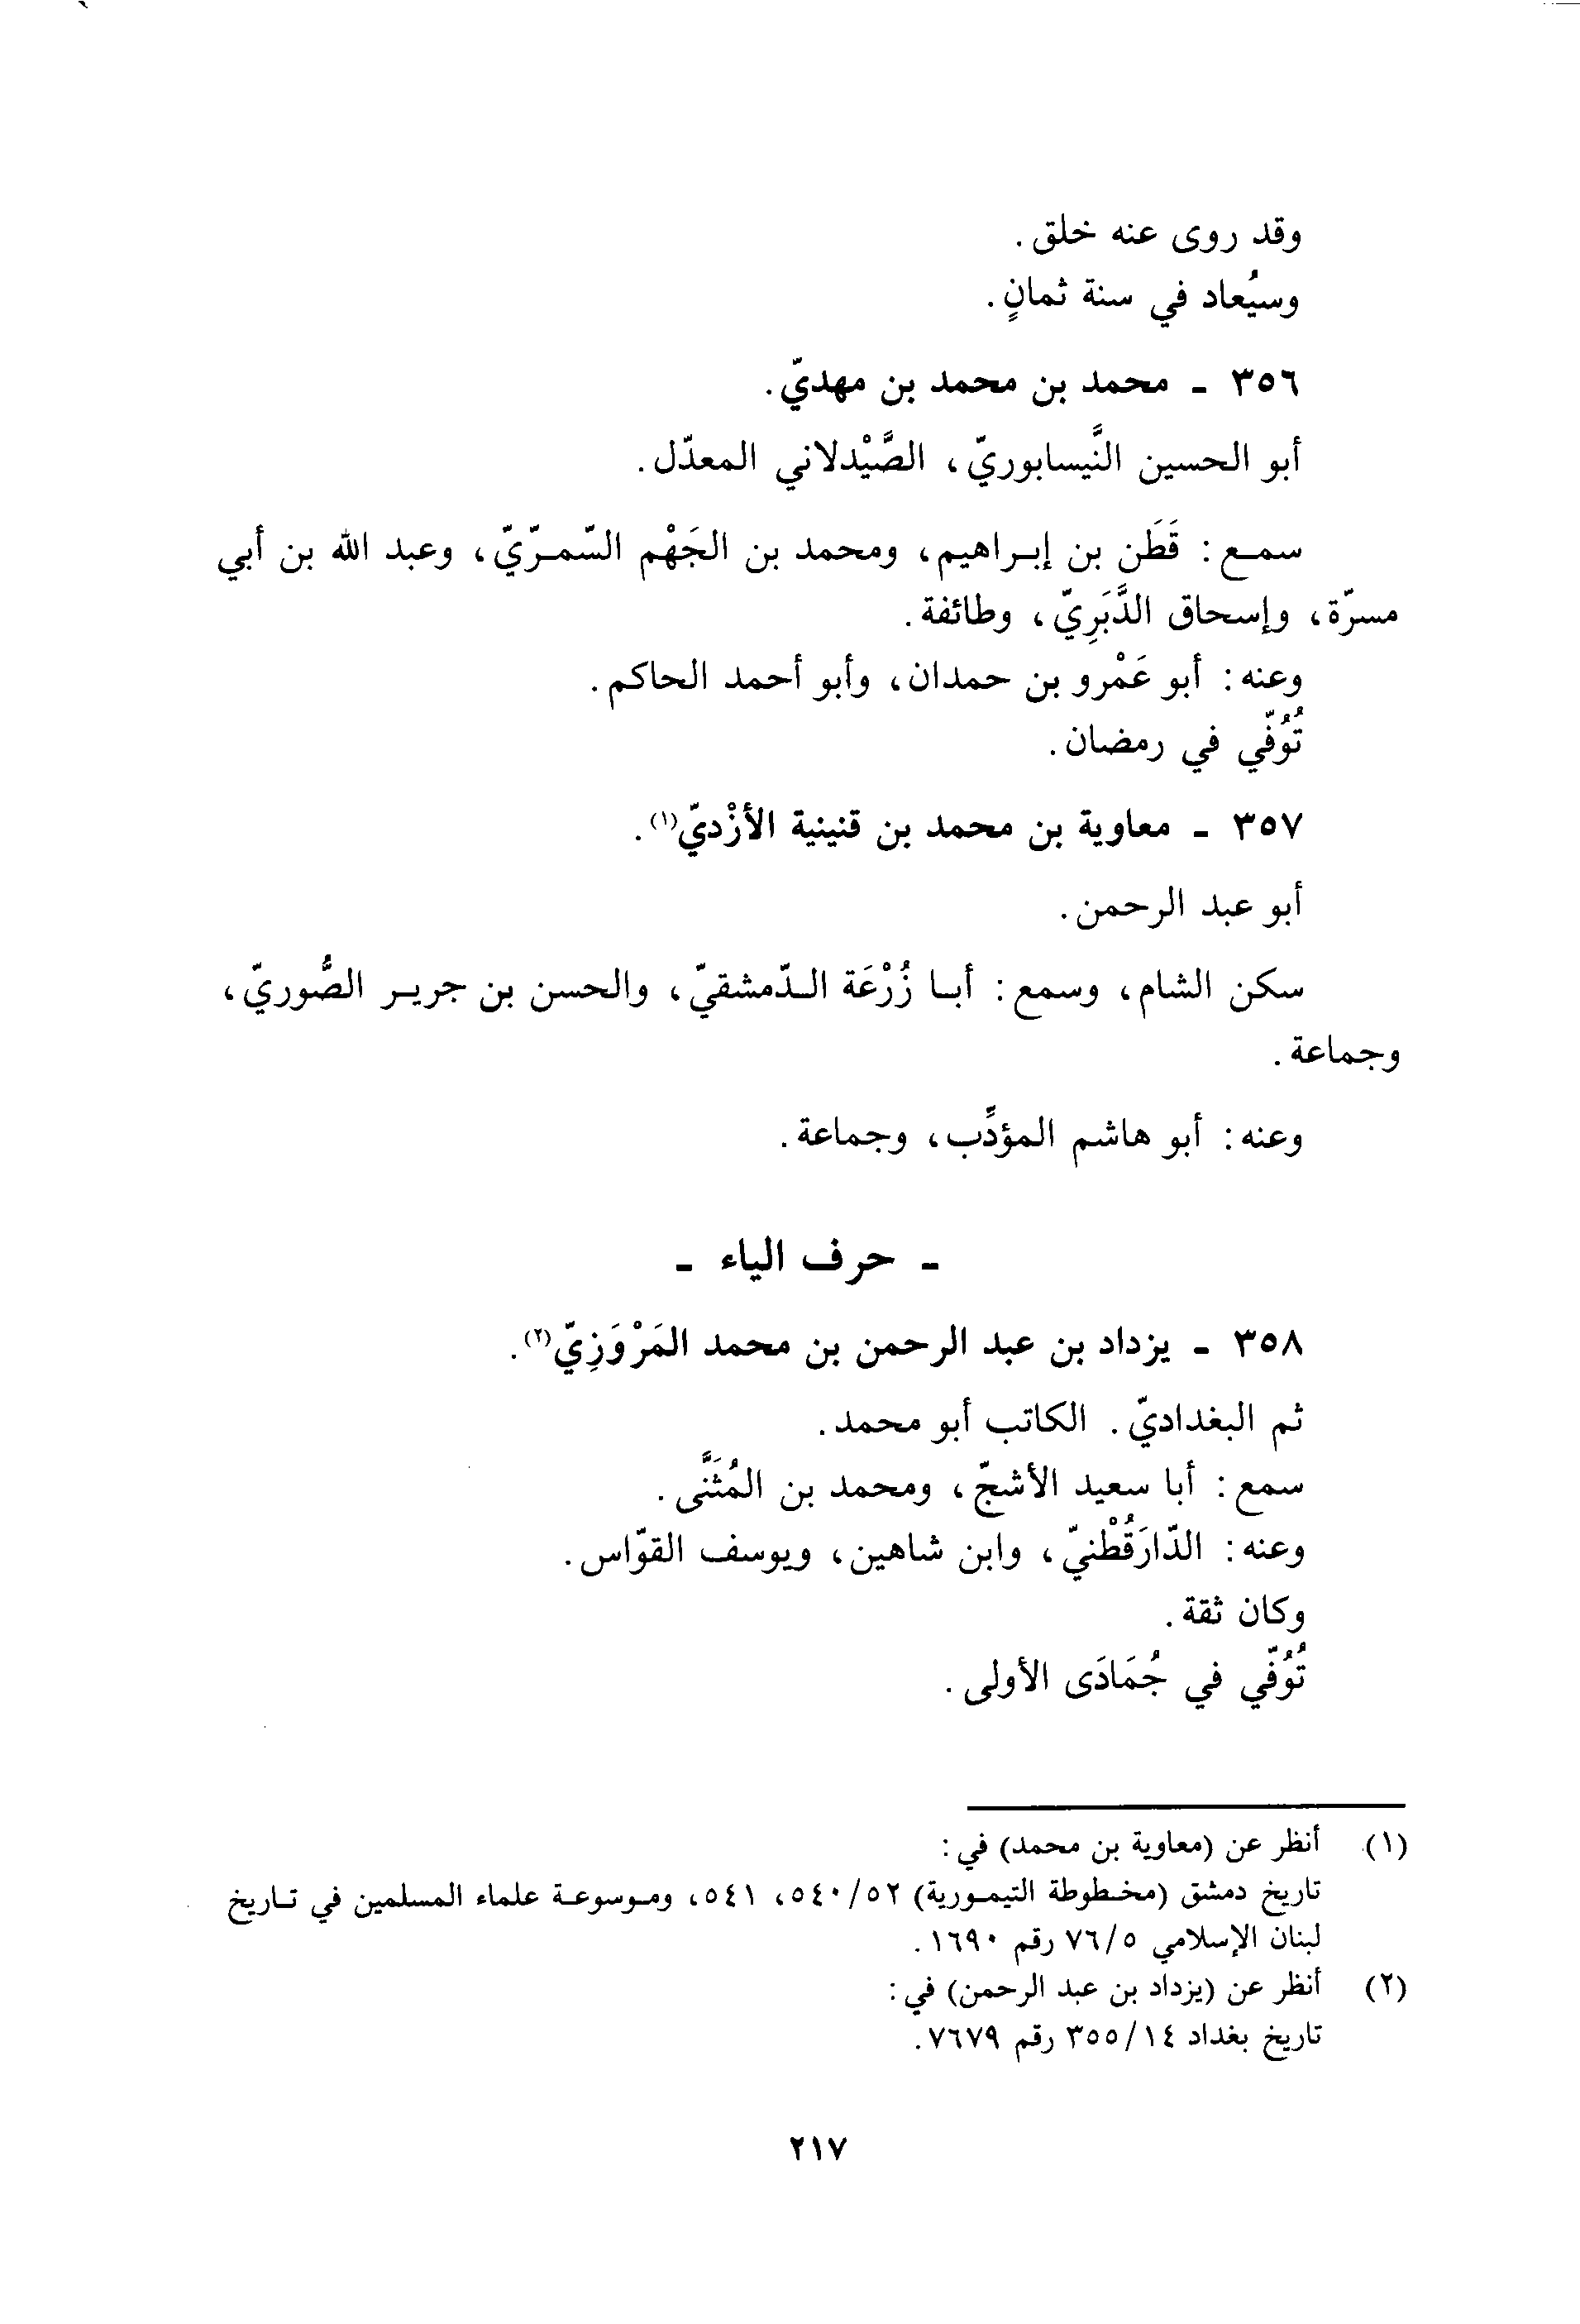 وقد روى عنه خلق.
وسيُعاد في سنة ثمانٍ.
٣٥٦ - محمد بن محمد بن مهديّ.
أبو الحسين النَّيسابوريّ، الصَّيْدلاني المعدّل.
سمع: قَطَن بن إبراهيم، ومحمد بن الجَهْم السّمرّيّ، وعبد الله بن أبي
مسرّة، وإسحاق الدَّبَرِيّ، وطائفة.
وعنه: أبو عَمْرو بن حمدان، وأبو أحمد الحاكم.
تُوُفّي في رمضان.
٣٥٧ - معاوية بن محمد بن قنينية الأزْديّ(١).
أبو عبد الرحمن.
سكن الشام، وسمع: أبا زُرْعَة الدّمشقيّ، والحسن بن جرير الصُّوريّ،
وجماعة.
وعنه: أبو هاشم المؤدِّب، وجماعة.
- حرف الياء -
٣٥٨ - يزداد بن عبد الرحمن بن محمد المَرْوَزِيّ(٢).
ثم البغداديّ. الكاتب أبو محمد.
سمع: أبا سعيد الأشجّ، ومحمد بن المُثَنَّى.
وعنه: الدّارَقُطْنيّ، وابن شاهين، ويوسف القوّاس.
وكان ثقة.
تُوُفّي في جُمَادَى الأولى.
(١) أنظر عن (معاوية بن محمد) في:
تاريخ دمشق (مخطوطة التيمورية) ٥٢/٥٤٠، ٥٤١، وموسوعة علماء المسلمين في تاريخ
لبنان الإسلامي ٧٦/٥ رقم ١٦٩٠.
(٢) أنظر عن (يزداد بن عبد الرحمن) في:
تاريخ بغداد ٣٥٥/١٤ رقم ٧٦٧٩.
٢١٧